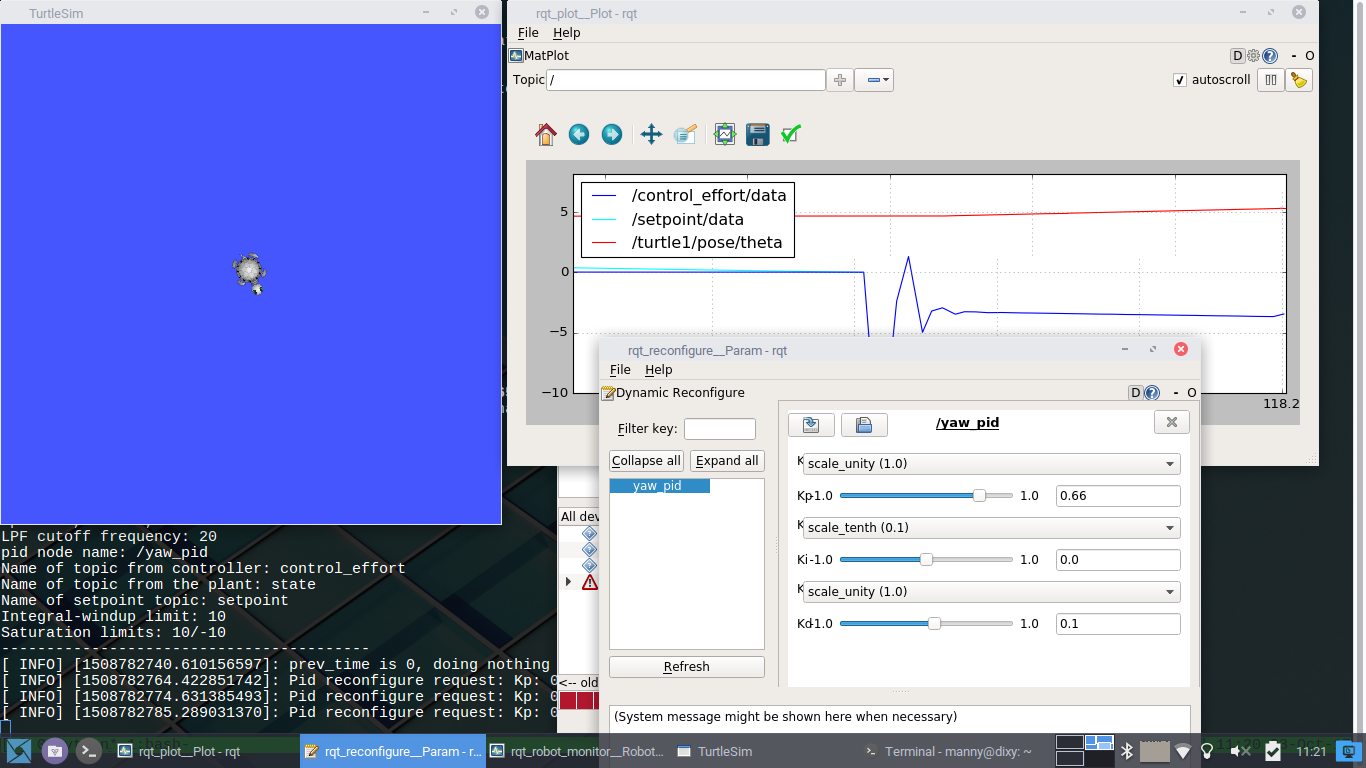 TurtleSim
rqt_plot__Plot - rqt
File Help
MatPlot
D
- O
Topic /
autoscroll
/control_effort/data
/setpoint/data
/turtle1/pose/theta
5
0
−5
−10
118.2
rqt_reconfigure__Param - rqt
File Help
Dynamic Reconfigure
D
- O
Filter key:
Collapse all
Expand all
yaw_pid
Refresh
/yaw_pid
K scale_unity (1.0)
Kp -1.0 1.0 0.66
K scale_tenth (0.1)
Ki -1.0 1.0 0.0
K scale_unity (1.0)
Kd -1.0 1.0 0.1
(System message might be shown here when necessary)
All dev
<-- old
LPF cutoff frequency: 20
pid node name: /yaw_pid
Name of topic from controller: control_effort
Name of topic from the plant: state
Name of setpoint topic: setpoint
Integral-windup limit: 10
Saturation limits: 10/-10
-----------------------------------------
[ INFO] [1508782740.610156597]: prev_time is 0, doing nothing
[ INFO] [1508782764.422851742]: Pid reconfigure request: Kp: 0
[ INFO] [1508782774.631385493]: Pid reconfigure request: Kp: 0
[ INFO] [1508782785.289031370]: Pid reconfigure request: Kp: 0
rqt_plot__Plot - rqt
rqt_reconfigure__Param - r...
rqt_robot_monitor__Robot...
TurtleSim
Terminal - manny@dixy: ~
11:21